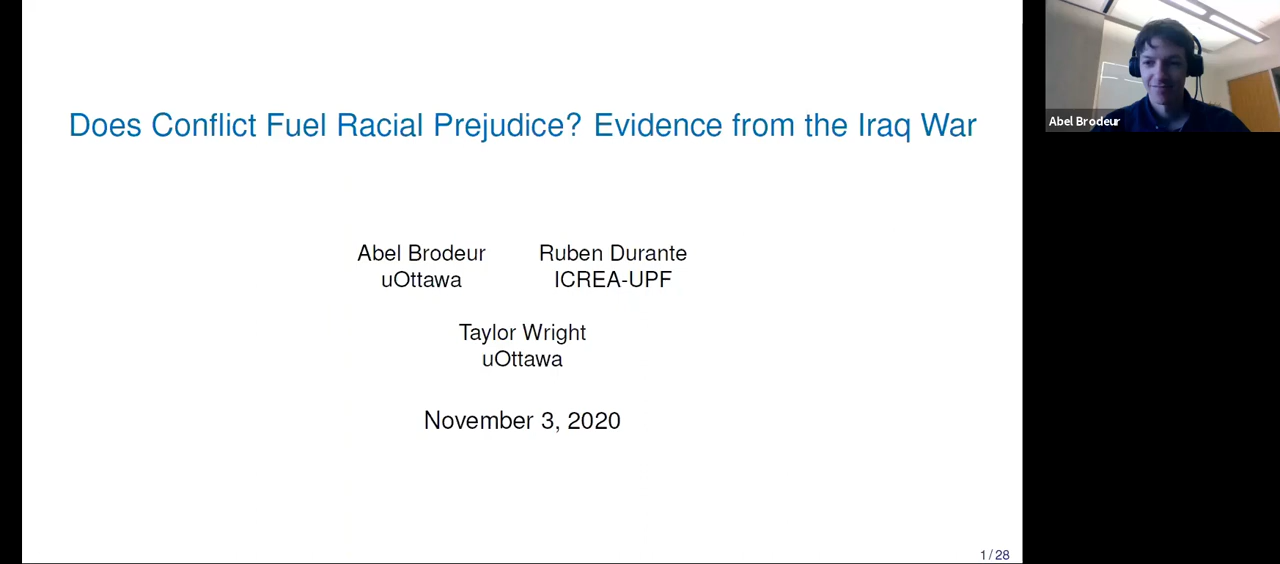 Does Conflict Fuel Racial Prejudice? Evidence from the Iraq War
Abel Brodeur
uOttawa
Ruben Durante
ICREA-UPF
Taylor Wright
uOttawa
November 3, 2020
1 / 28
Abel Brodeur